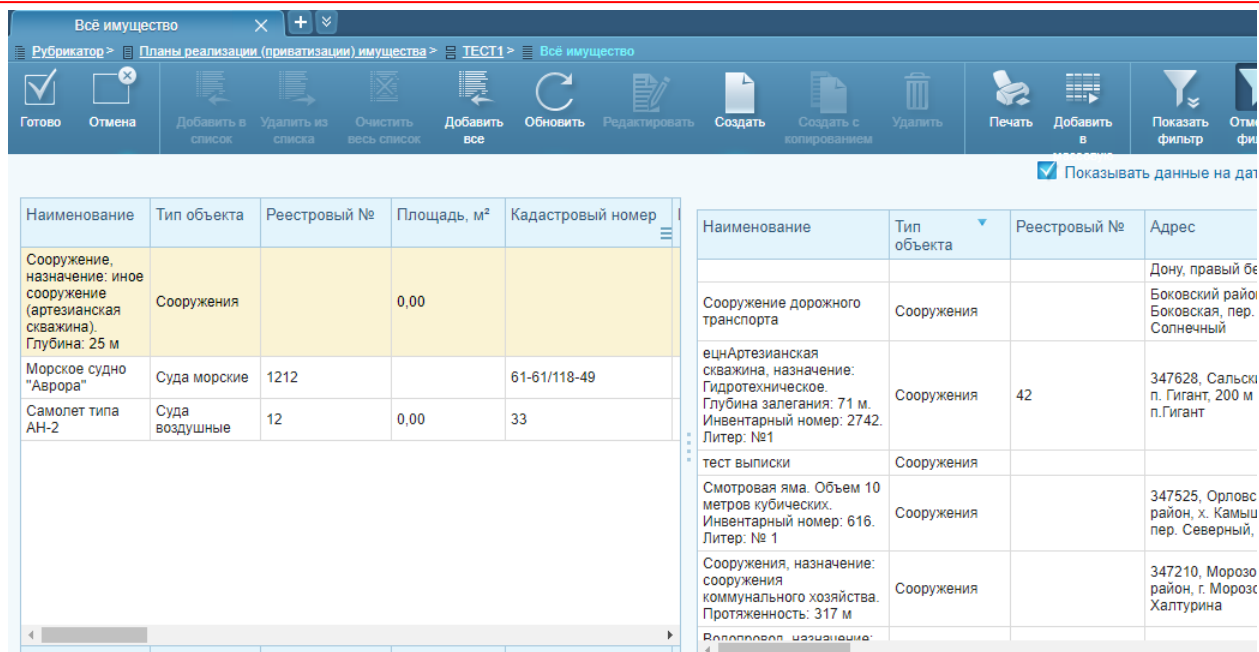 Всё имущество
Рубрикатор > Планы реализации (приватизации) имущества > ТЕСТ1 > Всё имущество
Готово
Отмена
Добавить в
список
Удалить из
списка
Очистить
весь список
Добавить
все
Обновить
Редактировать
Создать
Создать с
копированием
Удалить
Печать
Добавить
в
Показать
фильтр
Показывать данные на дат
Наименование Тип объекта Реестровый № Площадь, м² Кадастровый номер
Сооружение,
назначение: иное
сооружение
(артезианская
скважина).
Глубина: 25 м
Сооружения
0,00
Морское судно
"Аврора"
Суда морские
1212
61-61/118-49
Самолет типа
АН-2
Суда
воздушные
12
0,00
33
Наименование
Тип
объекта
Реестровый №
Адрес
Дону, правый бе
Сооружение дорожного
транспорта
Сооружения
Боковский райо
Боковская, пер.
Солнечный
ецнАртезианская
скважина, назначение:
Гидротехническое.
Глубина залегания: 71 м.
Инвентарный номер: 2742.
Литер: №1
Сооружения
42
347628, Сальск
п. Гигант, 200 м
п.Гигант
тест выписки
Сооружения
Смотровая яма. Объем 10
метров кубических.
Инвентарный номер: 616.
Литер: № 1
Сооружения
347525, Орловс
район, х. Камыш
пер. Северный,
Сооружения, назначение:
сооружения
коммунального хозяйства.
Протяженность: 317 м
Сооружения
347210, Морозо
район, г. Морозо
Халтурина
Водопровод, назначение: